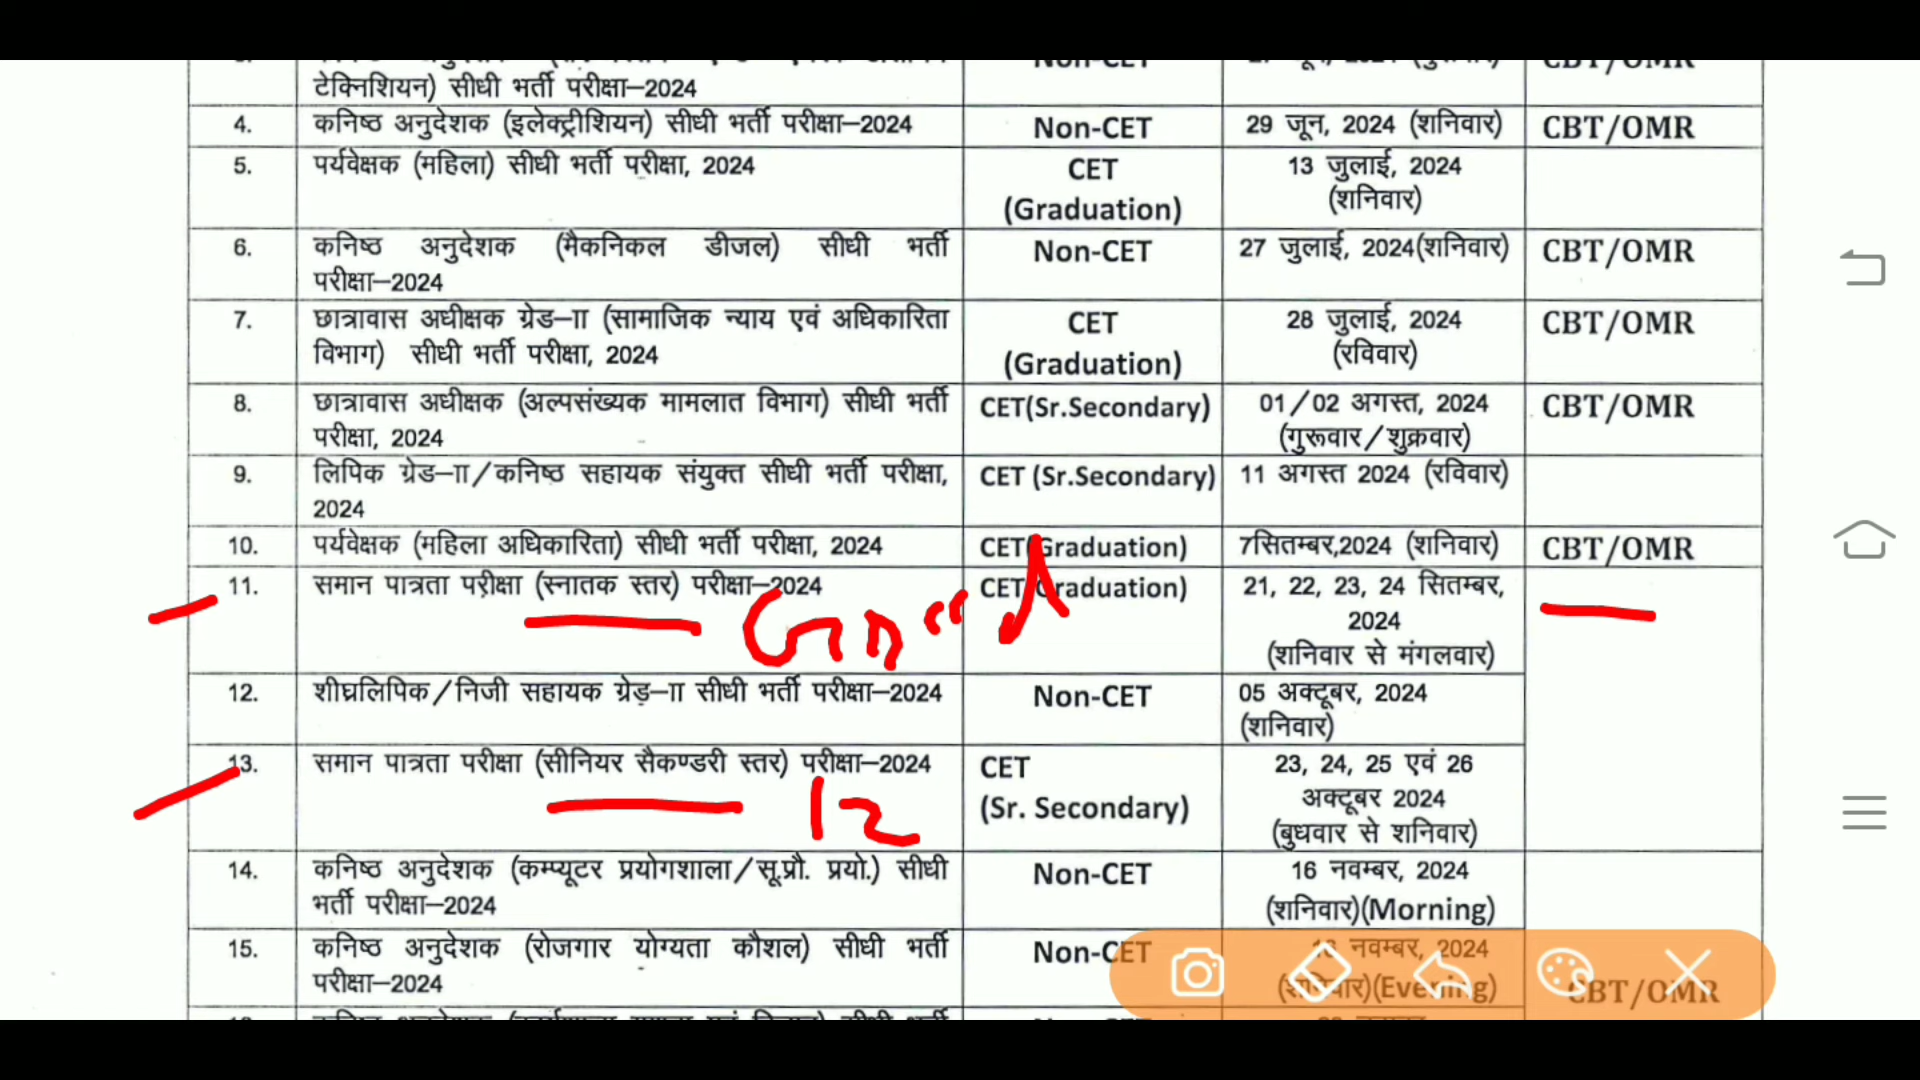 टेक्निशियन) सीधी भर्ती परीक्षा–2024
4. कनिष्ठ अनुदेशक (इलेक्ट्रीशियन) सीधी भर्ती परीक्षा–2024 Non-CET 29 जून, 2024 (शनिवार) CBT/OMR
5. पर्यवेक्षक (महिला) सीधी भर्ती परीक्षा, 2024 CET 13 जुलाई, 2024
(Graduation) (शनिवार)
6. कनिष्ठ अनुदेशक (मैकनिकल डीजल) सीधी भर्ती Non-CET 27 जुलाई, 2024(शनिवार) CBT/OMR
परीक्षा–2024
7. छात्रावास अधीक्षक ग्रेड–II (सामाजिक न्याय एवं अधिकारिता CET 28 जुलाई, 2024 CBT/OMR
विभाग) सीधी भर्ती परीक्षा, 2024 (Graduation) (रविवार)
8. छात्रावास अधीक्षक (अल्पसंख्यक मामलात विभाग) सीधी भर्ती CET(Sr.Secondary) 01/02 अगस्त, 2024 CBT/OMR
परीक्षा, 2024 (गुरूवार/शुक्रवार)
9. लिपिक ग्रेड–II/कनिष्ठ सहायक संयुक्त सीधी भर्ती परीक्षा, CET (Sr.Secondary) 11 अगस्त 2024 (रविवार)
2024
10. पर्यवेक्षक (महिला अधिकारिता) सीधी भर्ती परीक्षा, 2024 CET(Graduation) 7सितम्बर,2024 (शनिवार) CBT/OMR
11. समान पात्रता परीक्षा (स्नातक स्तर) परीक्षा–2024 CET(Graduation) 21, 22, 23, 24 सितम्बर,
2024
(शनिवार से मंगलवार)
12. शीघ्रलिपिक/निजी सहायक ग्रेड़–II सीधी भर्ती परीक्षा–2024 Non-CET 05 अक्टूबर, 2024
(शनिवार)
13. समान पात्रता परीक्षा (सीनियर सैकण्डरी स्तर) परीक्षा–2024 CET 23, 24, 25 एवं 26
12 (Sr. Secondary) अक्टूबर 2024
(बुधवार से शनिवार)
14. कनिष्ठ अनुदेशक (कम्प्यूटर प्रयोगशाला/सू.प्रौ. प्रयो.) सीधी Non-CET 16 नवम्बर, 2024
भर्ती परीक्षा–2024 (शनिवार)(Morning)
15. कनिष्ठ अनुदेशक (रोजगार योग्यता कौशल) सीधी भर्ती Non-CET नवम्बर, 2024
परीक्षा–2024 (शनिवार)(Evening) CBT/OMR